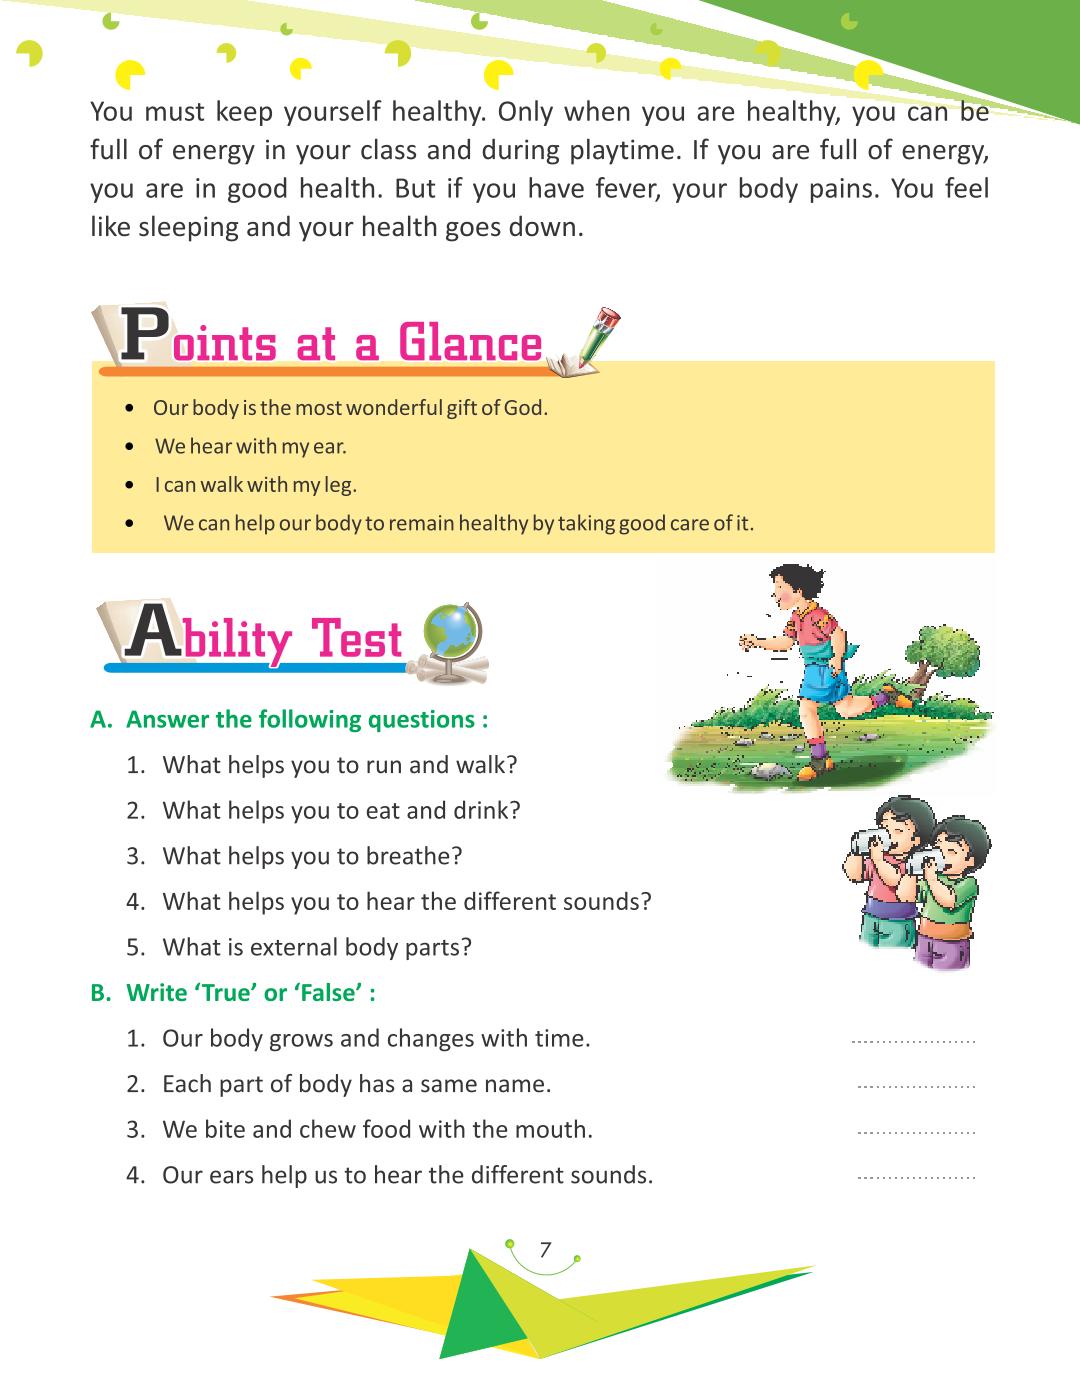 You must keep yourself healthy. Only when you are healthy, you can be
full of energy in your class and during playtime. If you are full of energy,
you are in good health. But if you have fever, your body pains. You feel
like sleeping and your health goes down.
Points at a Glance
• Our body is the most wonderful gift of God.
• We hear with my ear.
• I can walk with my leg.
• We can help our body to remain healthy by taking good care of it.
Ability Test
A. Answer the following questions :
1. What helps you to run and walk?
2. What helps you to eat and drink?
3. What helps you to breathe?
4. What helps you to hear the different sounds?
5. What is external body parts?
B. Write ‘True’ or ‘False’ :
1. Our body grows and changes with time. ....................
2. Each part of body has a same name. ...................
3. We bite and chew food with the mouth. ...................
4. Our ears help us to hear the different sounds. ...................
7